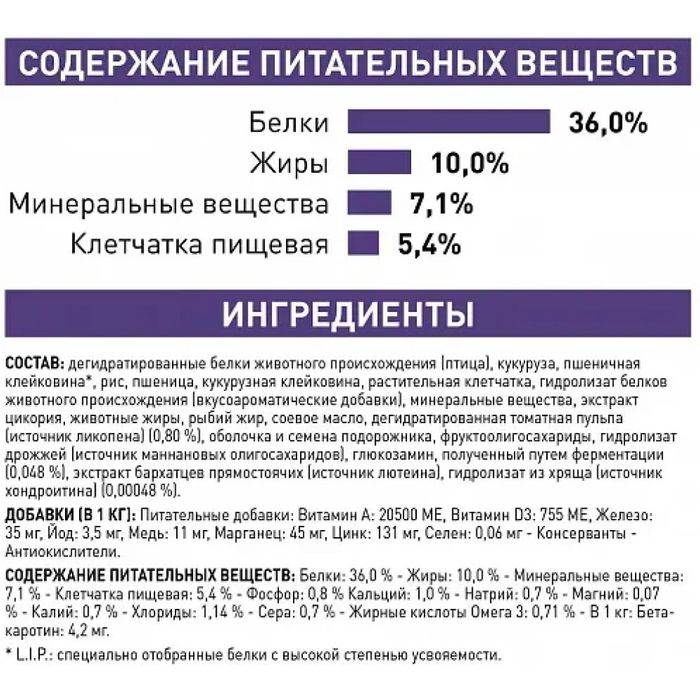 СОДЕРЖАНИЕ ПИТАТЕЛЬНЫХ ВЕЩЕСТВ
Белки 36,0%
Жиры 10,0%
Минеральные вещества 7,1%
Клетчатка пищевая 5,4%
ИНГРЕДИЕНТЫ
СОСТАВ: дегидратированные белки животного происхождения (птица), кукуруза, пшеничная
клейковина*, рис, пшеница, кукурузная клейковина, растительная клетчатка, гидролизат белков
животного происхождения (вкусоароматические добавки), минеральные вещества, экстракт
цикория, животные жиры, рыбий жир, соевое масло, дегидратированная томатная пульпа
(источник ликопена) (0,80 %), оболочка и семена подорожника, фруктоолигосахариды, гидролизат
дрожжей (источник маннановых олигосахаридов), глюкозамин, полученный путем ферментации
(0,048 %), экстракт бархатцев прямостоячих (источник лютеина), гидролизат из хряща (источник
хондроитина) (0,00048 %).
ДОБАВКИ (В 1 КГ): Питательные добавки: Витамин А: 20500 МЕ, Витамин D3: 755 МЕ, Железо:
35 мг, Йод: 3,5 мг, Медь: 11 мг, Марганец: 45 мг, Цинк: 131 мг, Селен: 0,06 мг - Консерванты -
Антиокислители.
СОДЕРЖАНИЕ ПИТАТЕЛЬНЫХ ВЕЩЕСТВ: Белки: 36,0 % - Жиры: 10,0 % - Минеральные вещества:
7,1 % - Клетчатка пищевая: 5,4 % - Фосфор: 0,8 % Кальций: 1,0 % - Натрий: 0,7 % - Магний: 0,07
% - Калий: 0,7 % - Хлориды: 1,14 % - Сера: 0,7 % - Жирные кислоты Омега 3: 0,71 % - В 1 кг: Бета-
каротин: 4,2 мг.
* L.I.P.: специально отобранные белки с высокой степенью усвояемости.